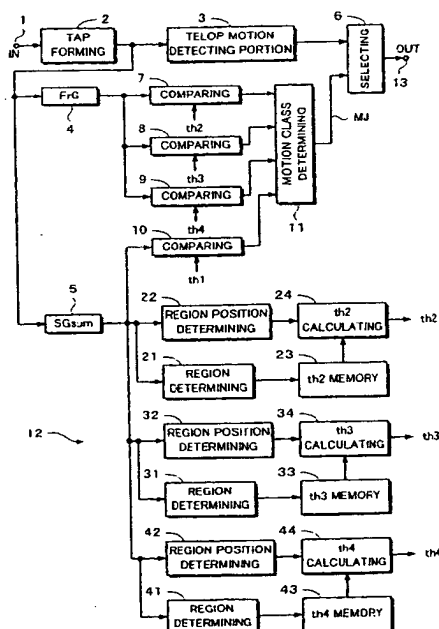 1
IN
2
TAP
FORMING
3
TELOP MOTION
DETECTING PORTION
6
SELECTING
OUT
13
FrG
4
7
COMPARING
th2
8
COMPARING
th3
9
COMPARING
th4
10
COMPARING
th1
MOTION CLASS
DETERMINING
11
MJ
5
SGsum
12
22
REGION POSITION
DETERMINING
24
th2
CALCULATING
th2
21
REGION
DETERMINING
23
th2 MEMORY
32
REGION POSITION
DETERMINING
34
th3
CALCULATING
th3
31
REGION
DETERMINING
33
th3 MEMORY
42
REGION POSITION
DETERMINING
44
th4
CALCULATING
th4
41
REGION
DETERMINING
43
th4 MEMORY